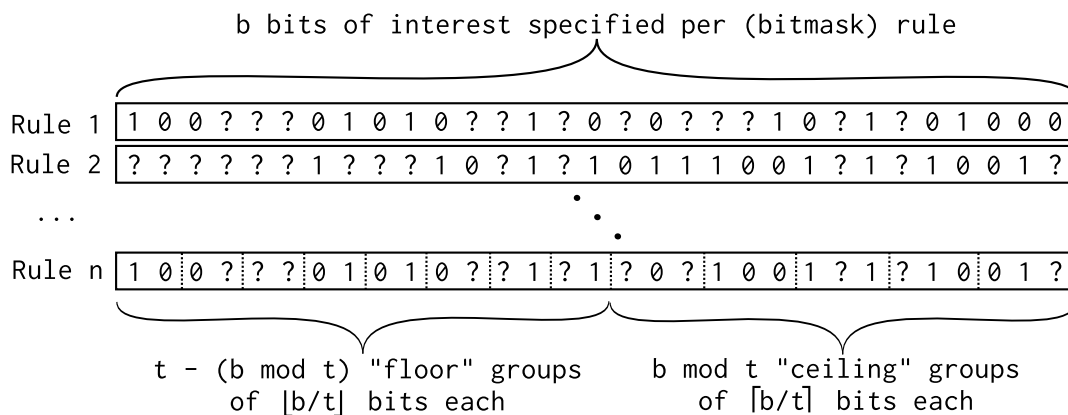 b bits of interest specified per (bitmask) rule
Rule 1 1 0 0 ? ? ? 0 1 0 1 0 ? ? 1 ? 0 ? 0 ? ? ? 1 0 ? 1 ? 0 1 0 0 0
Rule 2 ? ? ? ? ? ? 1 ? ? ? 1 0 ? 1 ? 1 0 1 1 1 0 0 1 ? 1 ? 1 0 0 1 ?
...
Rule n 1 0 0 ? ? ? 0 1 0 1 0 ? ? 1 ? 1 ? 0 ? 1 0 0 1 ? 1 ? 1 0 0 1 ?
t - (b mod t) "floor" groups
of ⌊b/t⌋ bits each
b mod t "ceiling" groups
of ⌈b/t⌉ bits each